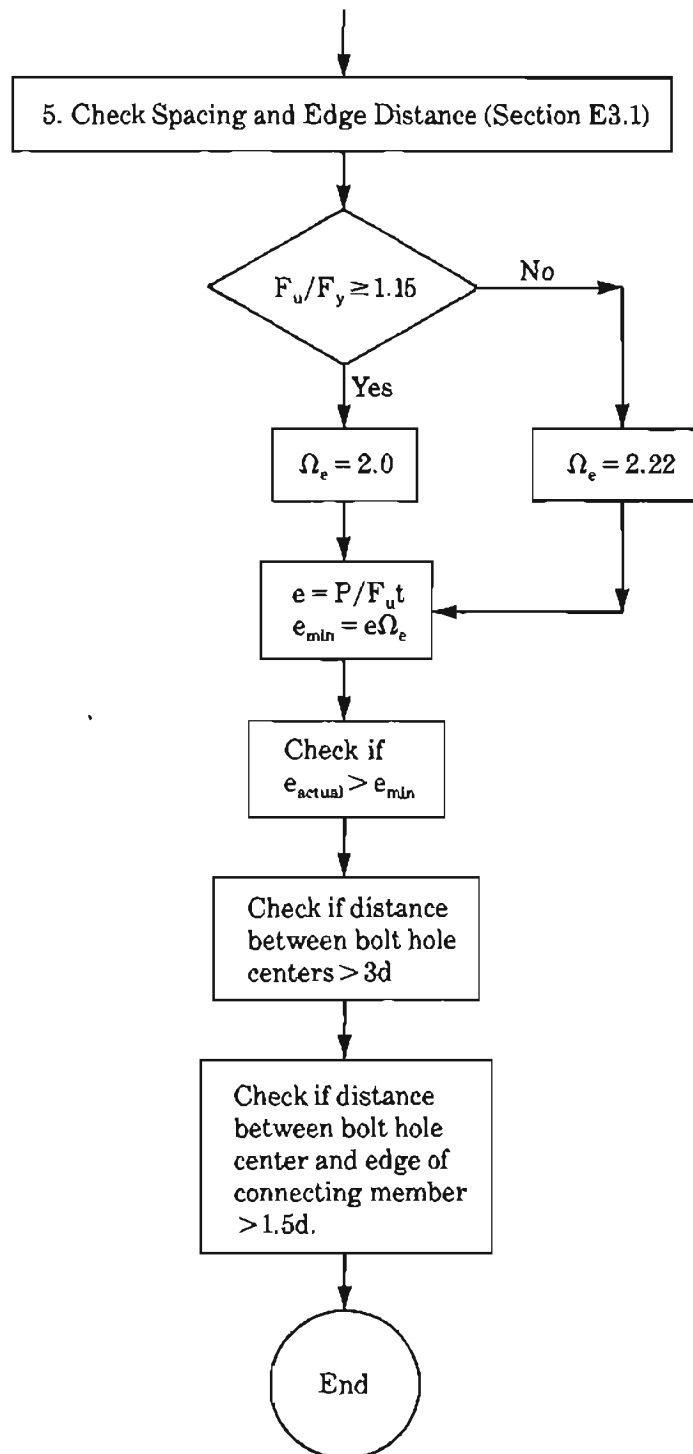 5. Check Spacing and Edge Distance (Section E3.1)
F_u/F_y ≥ 1.15
No
Yes
Ω_e = 2.0
Ω_e = 2.22
e = P/F_u t
e_min = eΩ_e
Check if
e_actual > e_min
Check if distance
between bolt hole
centers > 3d
Check if distance
between bolt hole
center and edge of
connecting member
> 1.5d.
End